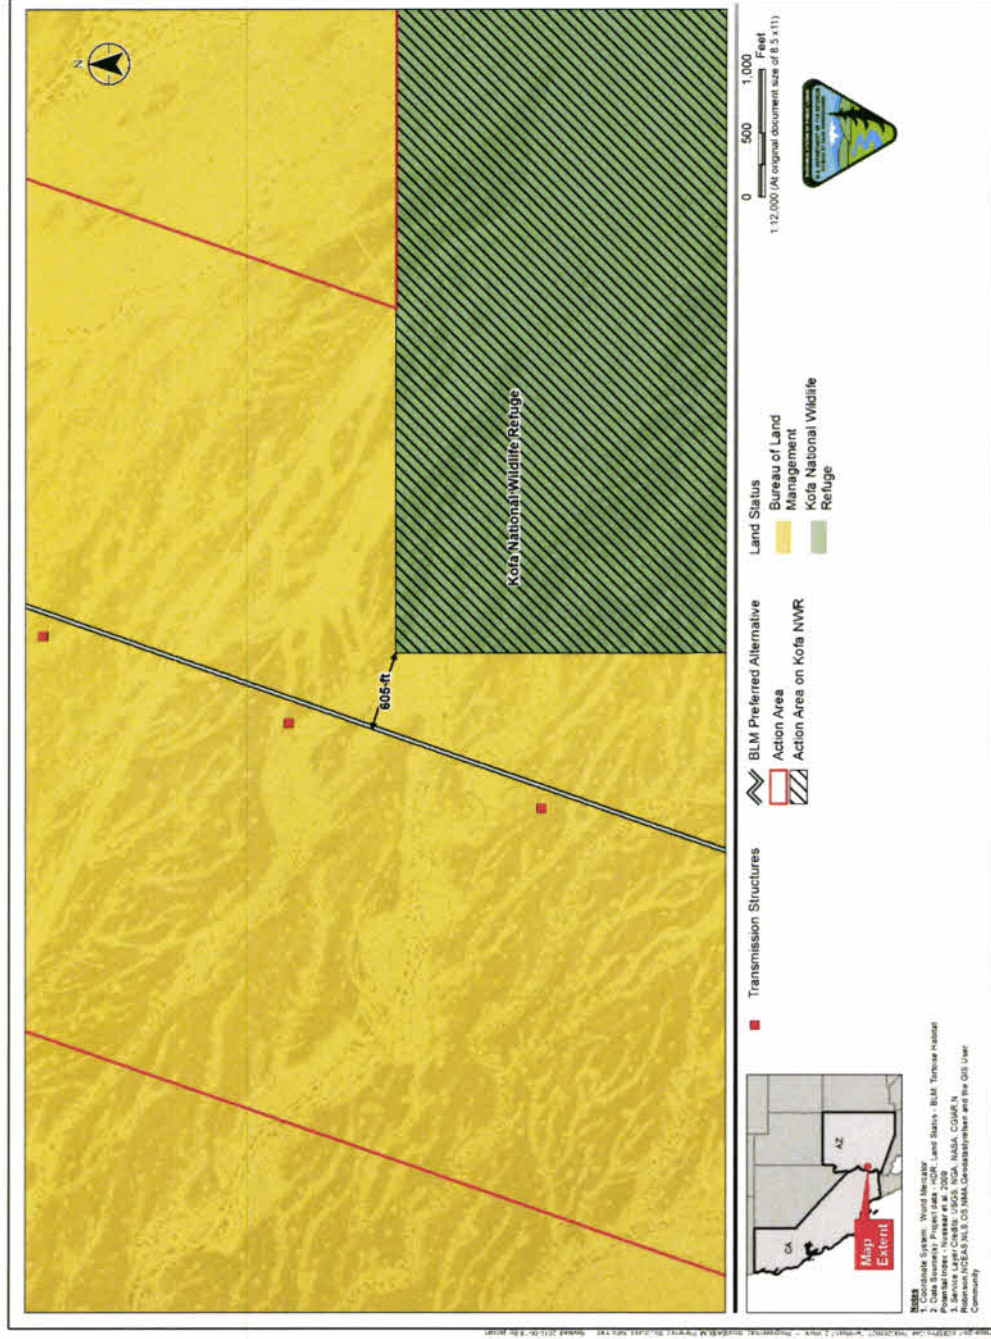 N
Kofa National Wildlife Refuge
605-ft
Map
Extent
CA
AZ
Transmission Structures
BLM Preferred Alternative
Action Area
Action Area on Kofa NWR
Land Status
Bureau of Land
Management
Kofa National Wildlife
Refuge
0 500 1,000
Feet
1:12,000 (At original document size of 8.5x11)
Notes
1. Coordinate System: World Mercator
2. Data Source(s): Project data - HDR, Land Status - BLM, Tortoise Habitat
Potential Index - Nussear et al. 2009
3. Service Layer Credits: USGS, NGA, NASA, CGIAR, N
Robinson, NCEAS, NLS, OS, NMA, Geodatastyrelsen and the GIS User
Community